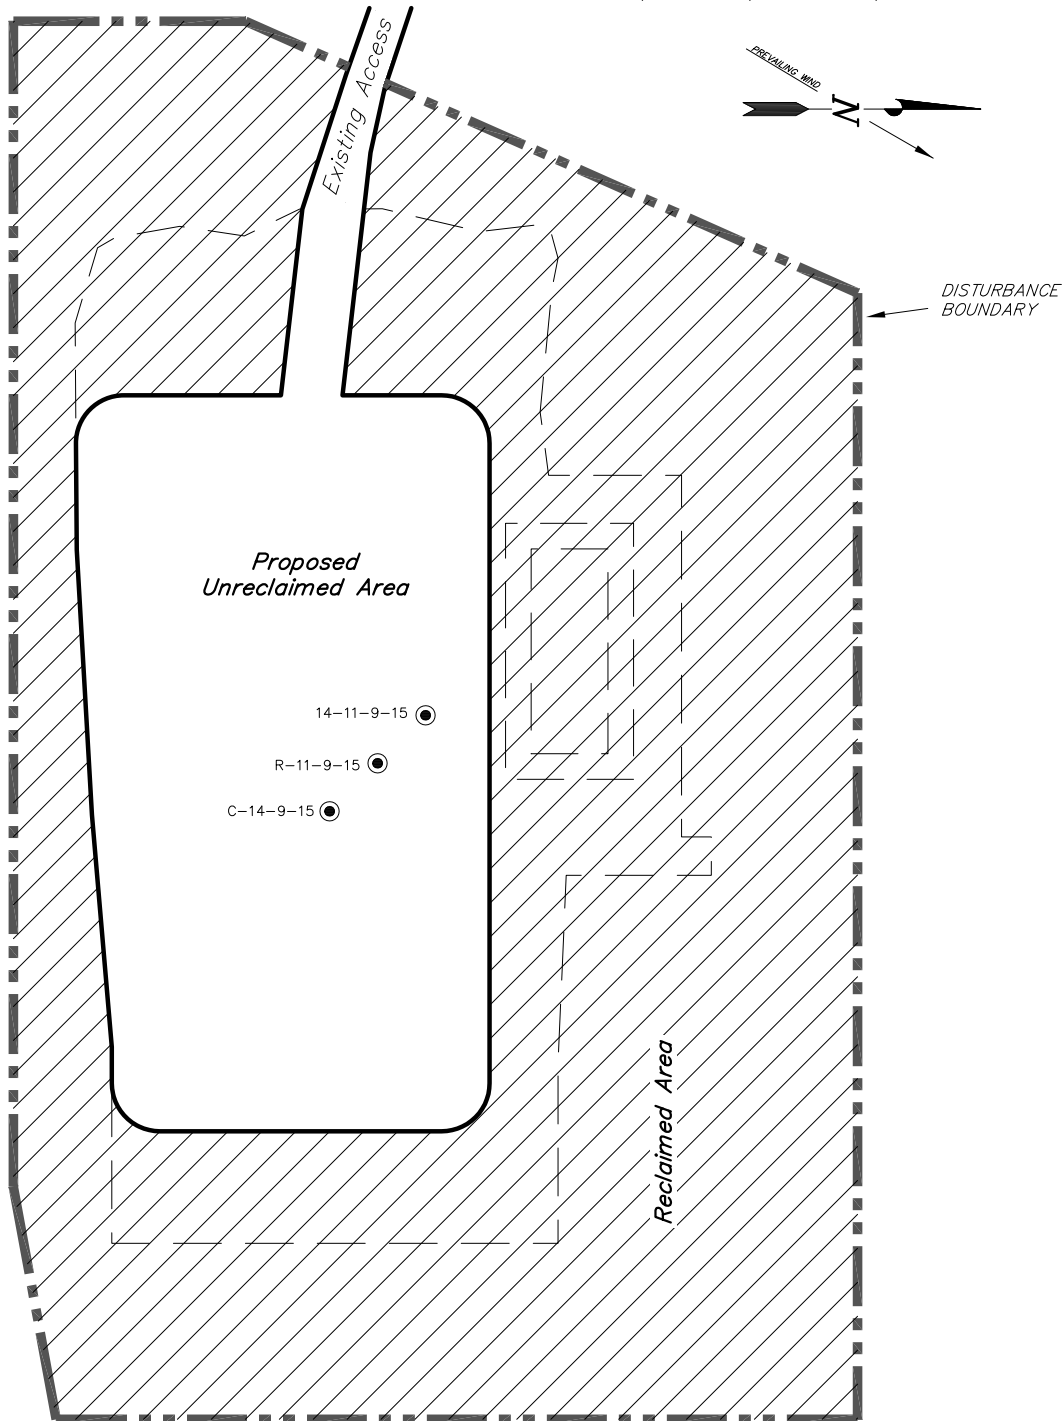 Existing Access
PREVAILING WIND
N
DISTURBANCE
BOUNDARY
Proposed
Unreclaimed Area
14-11-9-15
R-11-9-15
C-14-9-15
Reclaimed Area